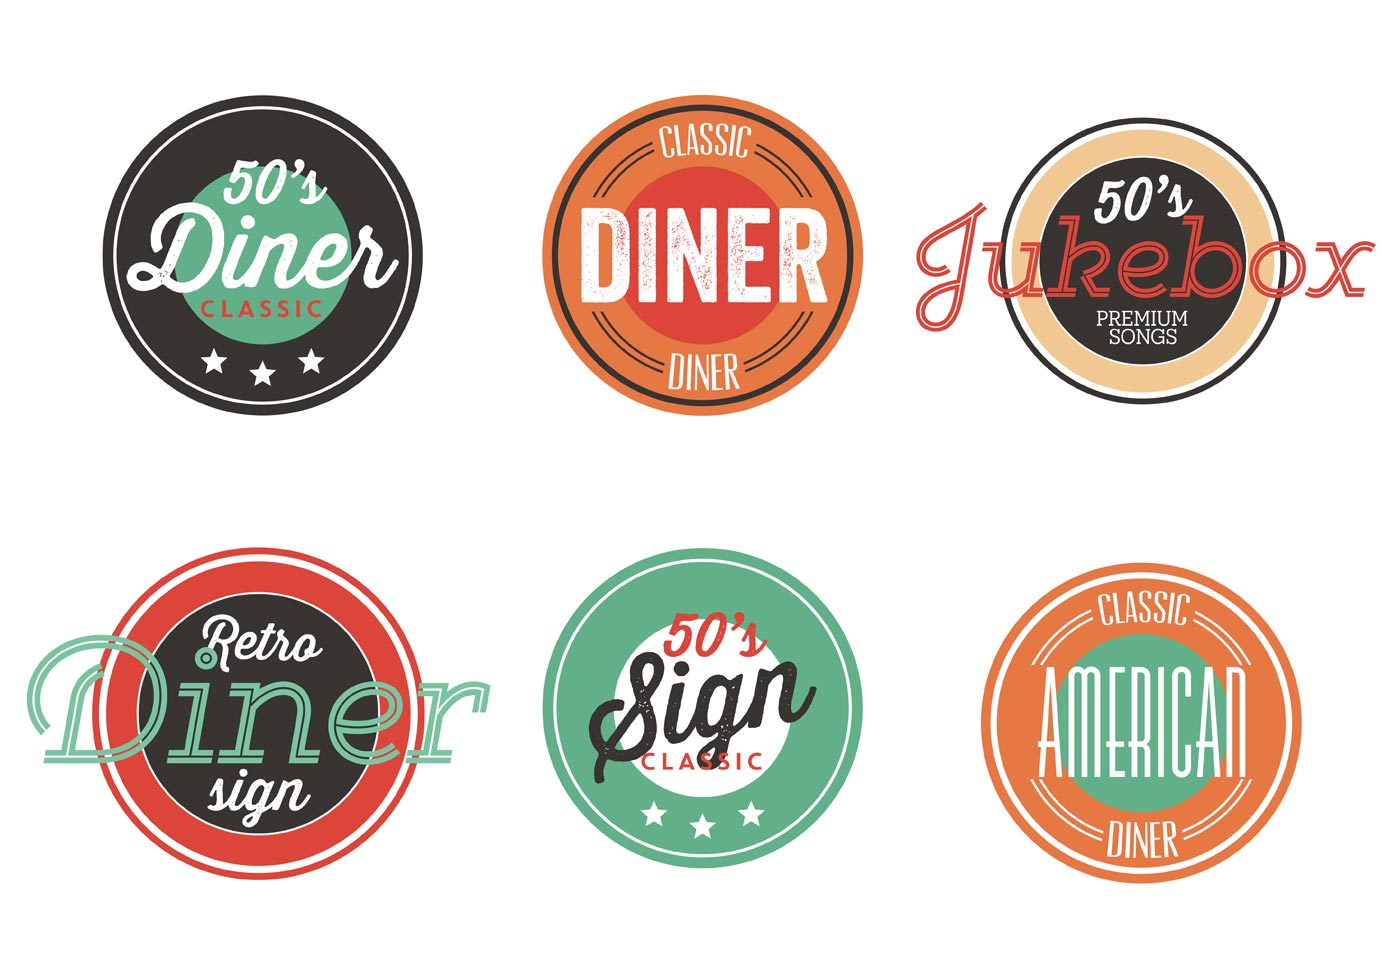 50's
Diner
CLASSIC
CLASSIC
DINER
DINER
50's
Jukebox
PREMIUM
SONGS
Retro
Diner
sign
50's
Sign
CLASSIC
CLASSIC
AMERICAN
DINER